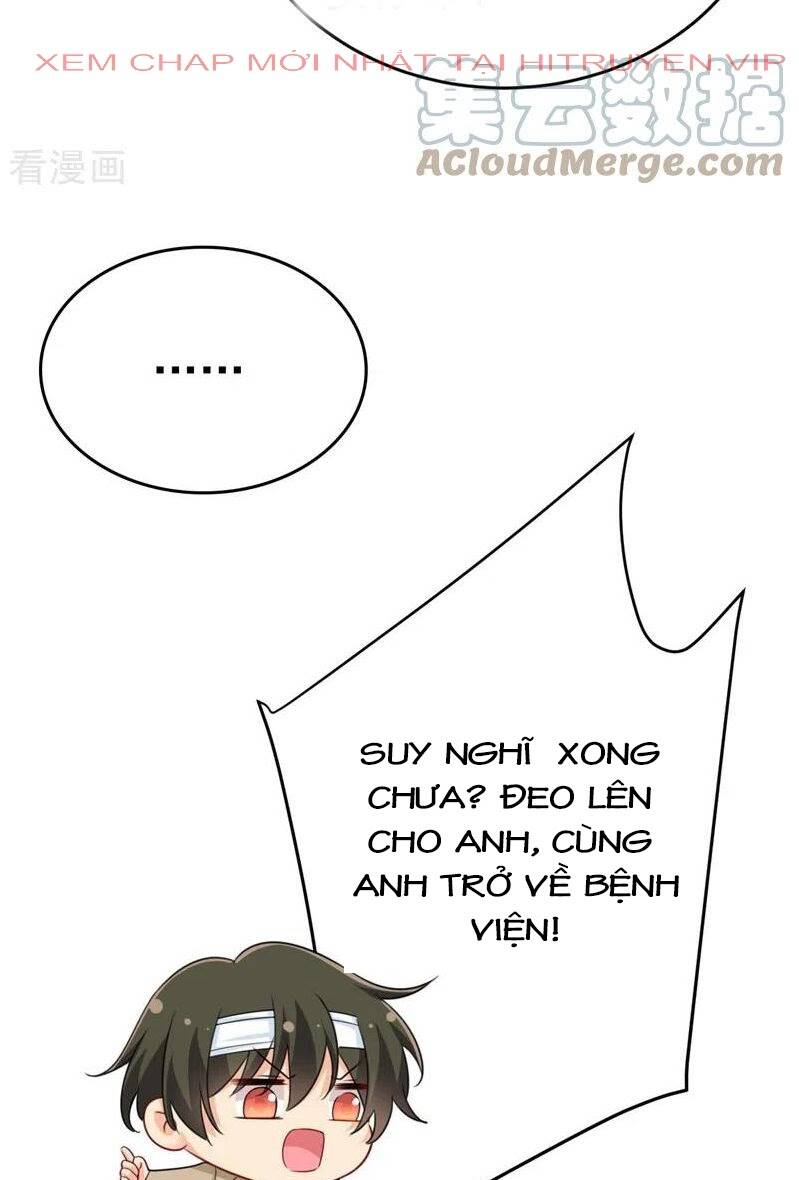 XEM CHAP MỚI NHẤT TẠI HITRUYEN.VIP
集云数据
ACloudMerge.com
看漫画
......
SUY NGHĨ XONG
CHƯA? ĐEO LÊN
CHO ANH, CÙNG
ANH TRỞ VỀ BỆNH
VIỆN!